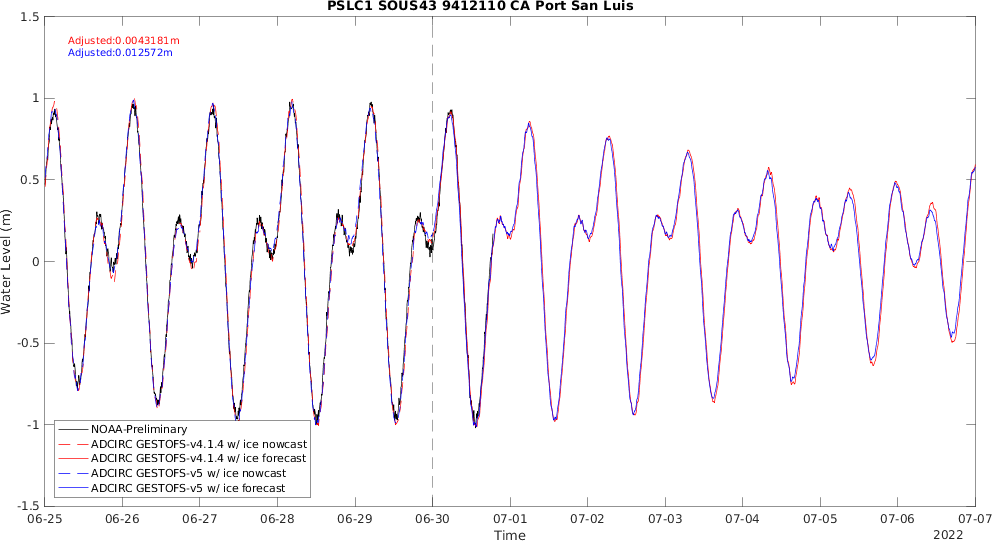 PSLC1 SOUS43 9412110 CA Port San Luis
1.5
Adjusted:0.0043181m
Adjusted:0.012572m
1
0.5
0
-0.5
-1
-1.5
Water Level (m)
NOAA-Preliminary
ADCIRC GESTOFS-v4.1.4 w/ ice nowcast
ADCIRC GESTOFS-v4.1.4 w/ ice forecast
ADCIRC GESTOFS-v5 w/ ice nowcast
ADCIRC GESTOFS-v5 w/ ice forecast
06-25 06-26 06-27 06-28 06-29 06-30 07-01 07-02 07-03 07-04 07-05 07-06 07-07
Time
2022